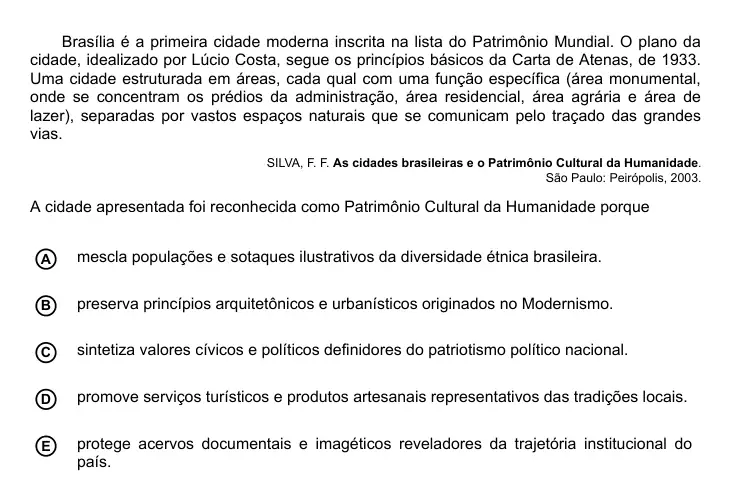 Brasília é a primeira cidade moderna inscrita na lista do Patrimônio Mundial. O plano da
cidade, idealizado por Lúcio Costa, segue os princípios básicos da Carta de Atenas, de 1933.
Uma cidade estruturada em áreas, cada qual com uma função específica (área monumental,
onde se concentram os prédios da administração, área residencial, área agrária e área de
lazer), separadas por vastos espaços naturais que se comunicam pelo traçado das grandes
vias.
SILVA, F. F. As cidades brasileiras e o Patrimônio Cultural da Humanidade.
São Paulo: Peirópolis, 2003.
A cidade apresentada foi reconhecida como Patrimônio Cultural da Humanidade porque
A mescla populações e sotaques ilustrativos da diversidade étnica brasileira.
B preserva princípios arquitetônicos e urbanísticos originados no Modernismo.
C sintetiza valores cívicos e políticos definidores do patriotismo político nacional.
D promove serviços turísticos e produtos artesanais representativos das tradições locais.
E protege acervos documentais e imagéticos reveladores da trajetória institucional do
país.